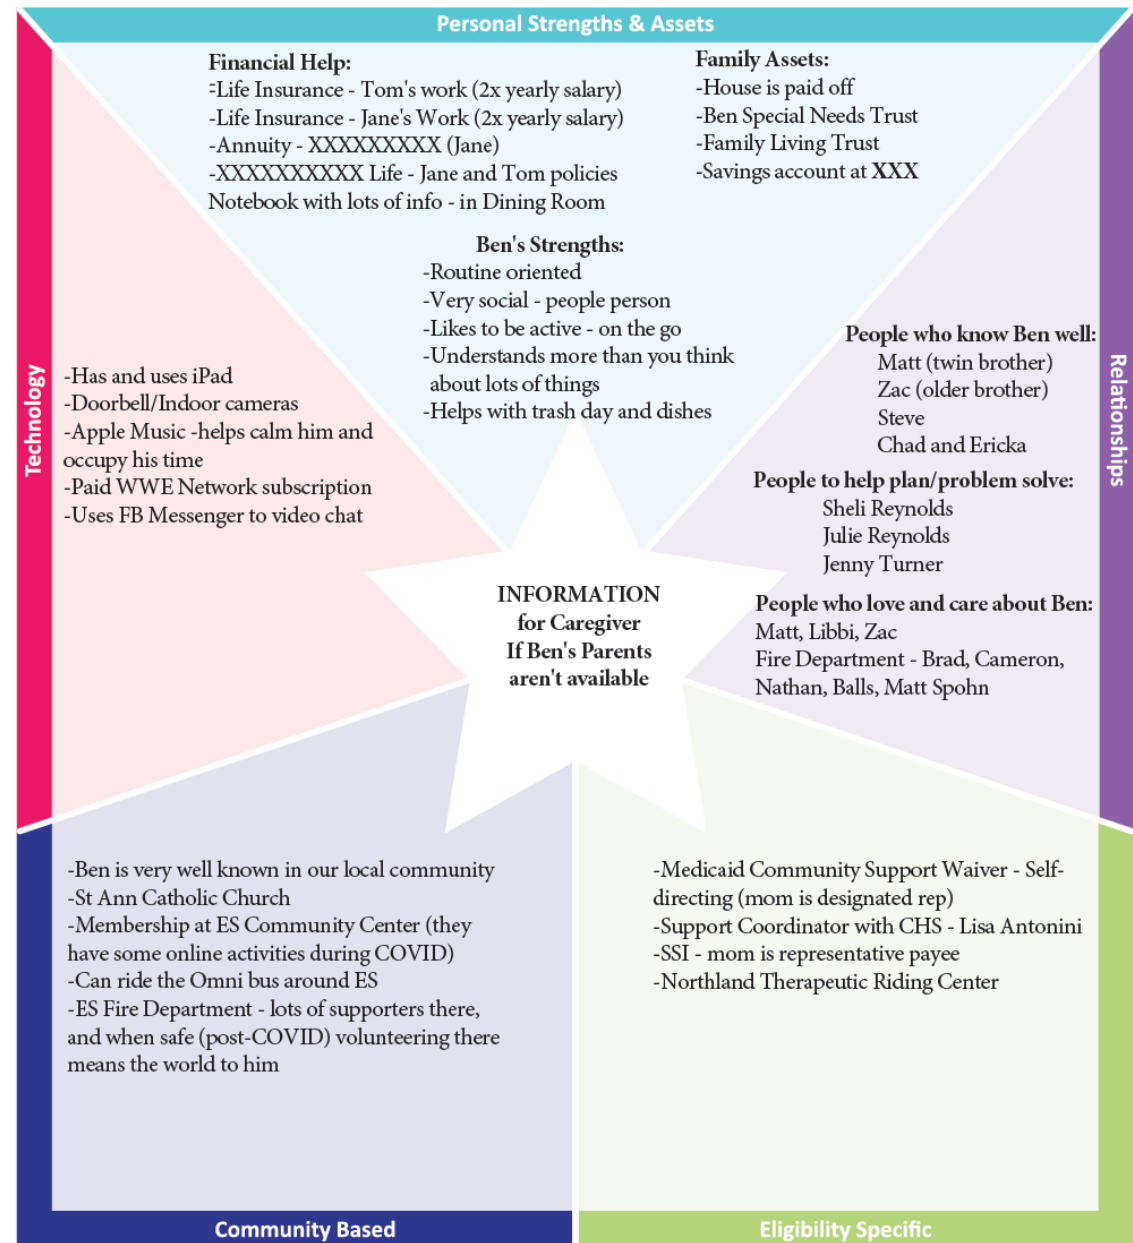 Personal Strengths & Assets
Financial Help:
-Life Insurance - Tom's work (2x yearly salary)
-Life Insurance - Jane's Work (2x yearly salary)
-Annuity - XXXXXXXXX (Jane)
-XXXXXXXXXX Life - Jane and Tom policies
Notebook with lots of info - in Dining Room
Family Assets:
-House is paid off
-Ben Special Needs Trust
-Family Living Trust
-Savings account at XXX
Ben's Strengths:
-Routine oriented
-Very social - people person
-Likes to be active - on the go
-Understands more than you think
about lots of things
-Helps with trash day and dishes
Technology
-Has and uses iPad
-Doorbell/Indoor cameras
-Apple Music -helps calm him and
occupy his time
-Paid WWE Network subscription
-Uses FB Messenger to video chat
Relationships
People who know Ben well:
Matt (twin brother)
Zac (older brother)
Steve
Chad and Ericka
People to help plan/problem solve:
Sheli Reynolds
Julie Reynolds
Jenny Turner
People who love and care about Ben:
Matt, Libbi, Zac
Fire Department - Brad, Cameron,
Nathan, Balls, Matt Spohn
INFORMATION
for Caregiver
If Ben's Parents
aren't available
-Ben is very well known in our local community
-St Ann Catholic Church
-Membership at ES Community Center (they
have some online activities during COVID)
-Can ride the Omni bus around ES
-ES Fire Department - lots of supporters there,
and when safe (post-COVID) volunteering there
means the world to him
Community Based
-Medicaid Community Support Waiver - Self-
directing (mom is designated rep)
-Support Coordinator with CHS - Lisa Antonini
-SSI - mom is representative payee
-Northland Therapeutic Riding Center
Eligibility Specific